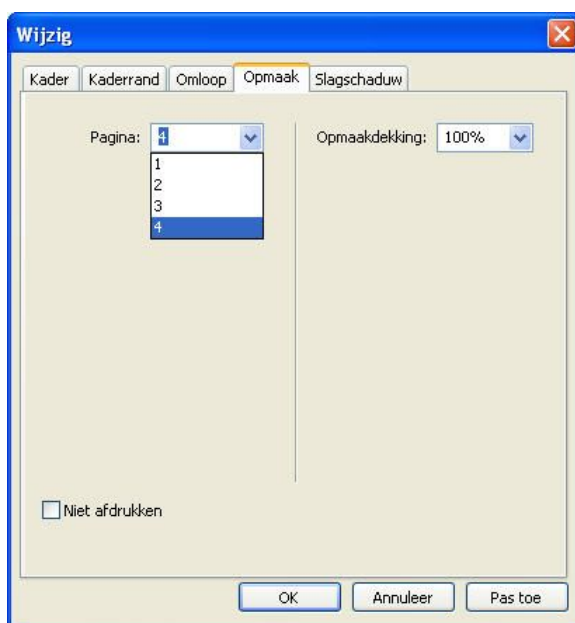 Wijzig
Kader Kaderrand Omloop Opmaak Slagschaduw
Pagina: 4 Opmaakdekking: 100%
1
2
3
4
Niet afdrukken
OK Annuleer Pas toe